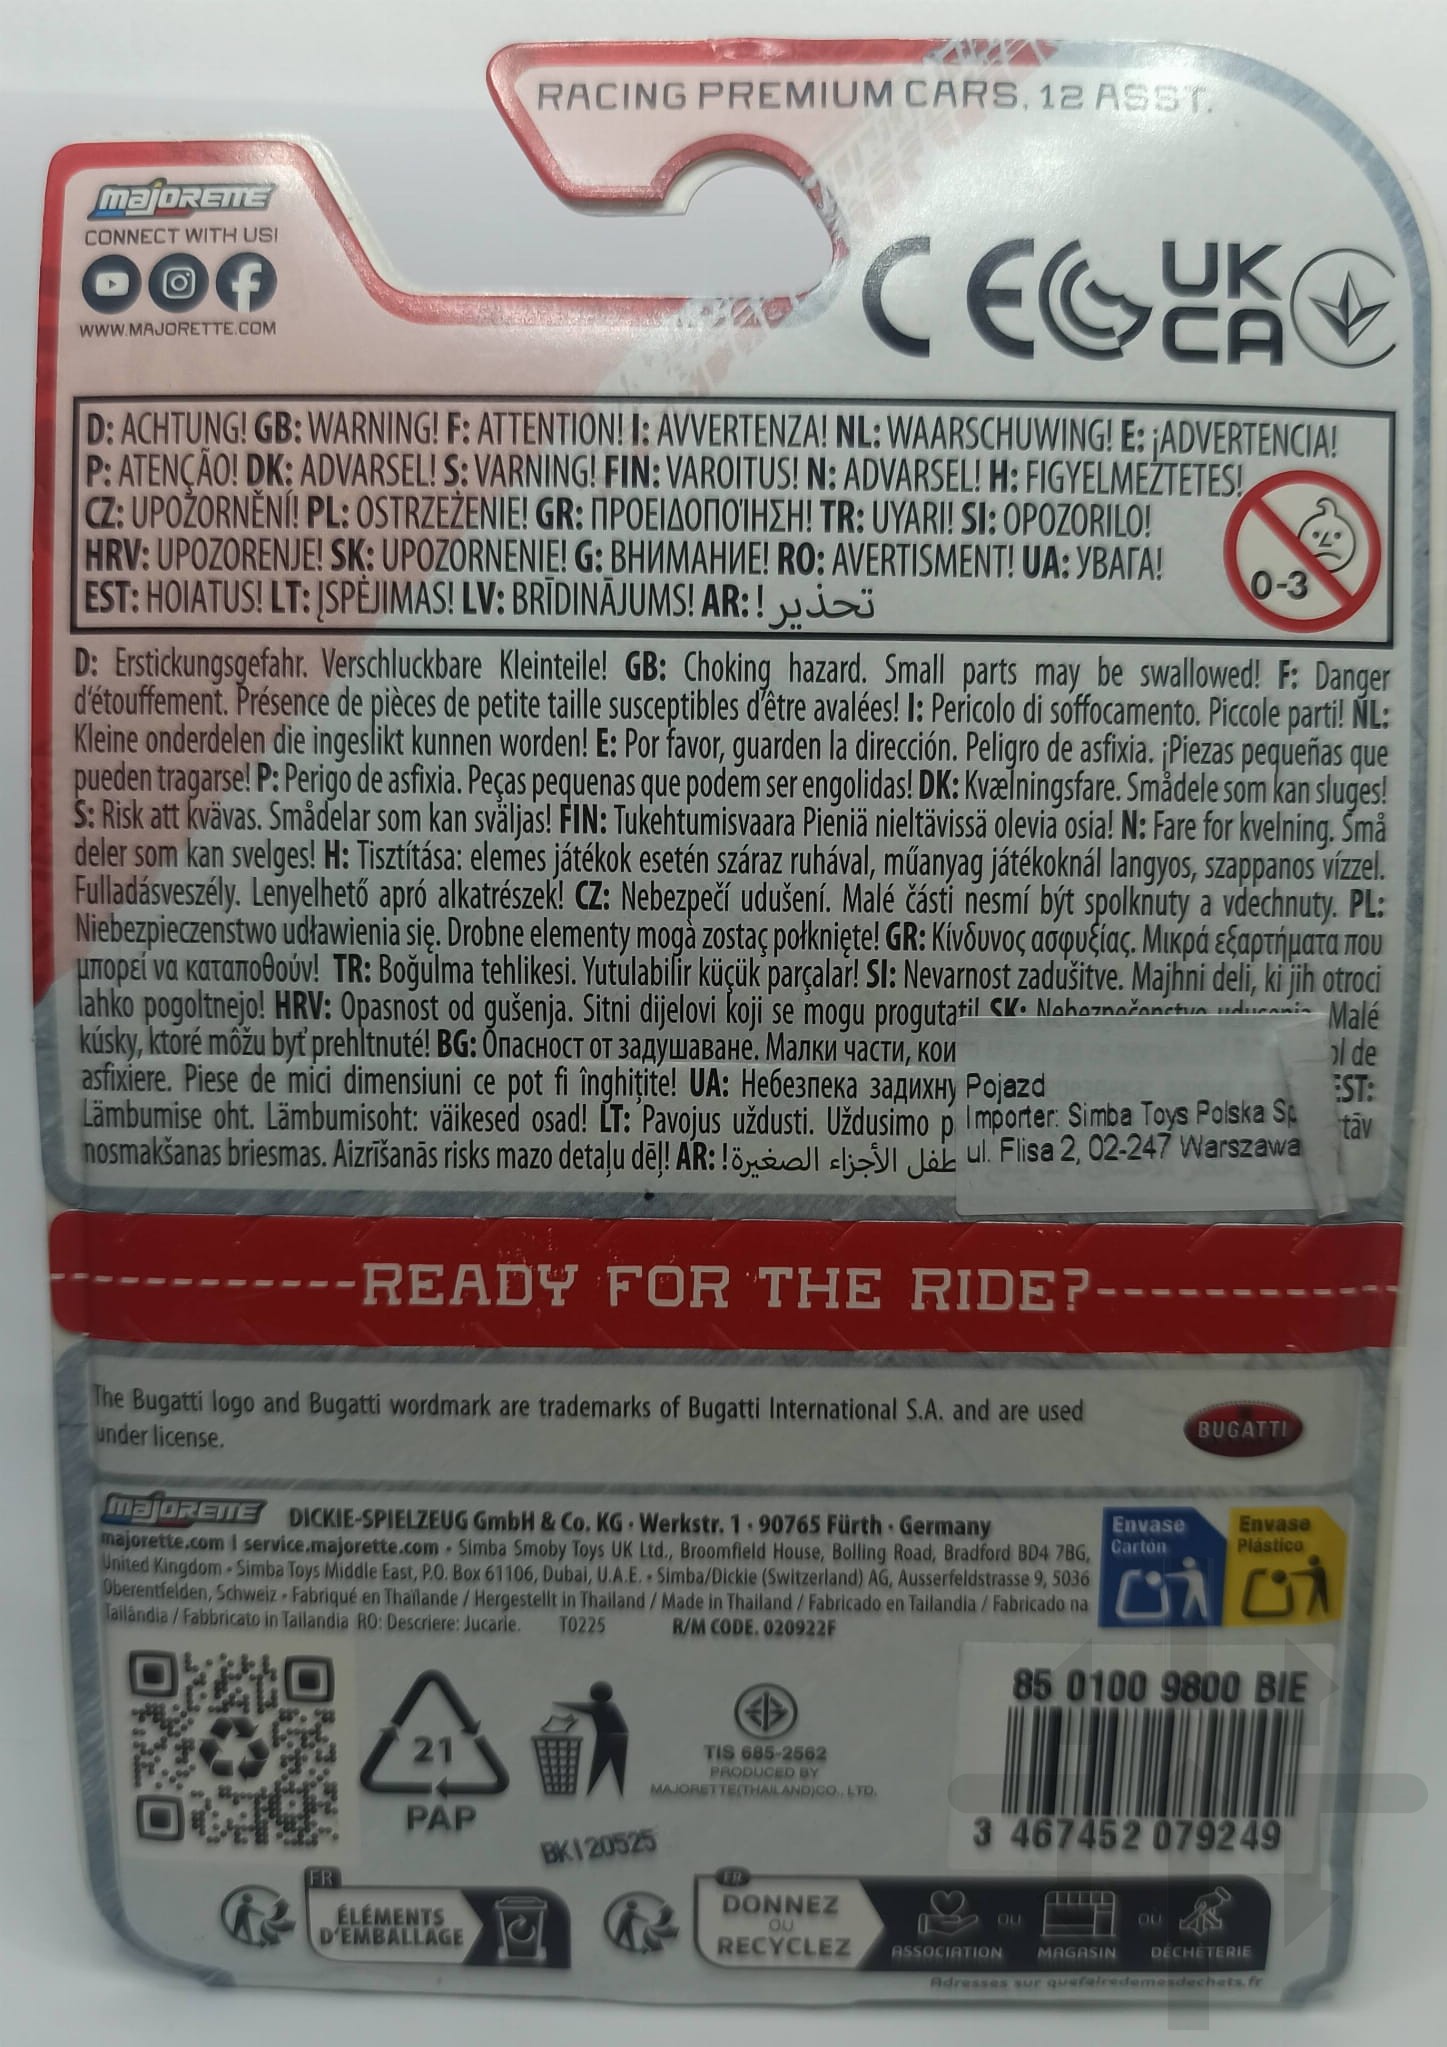 RACING PREMIUM CARS, 12 ASST.
majorette
CONNECT WITH US!
WWW.MAJORETTE.COM
CE UK
CA
D: ACHTUNG! GB: WARNING! F: ATTENTION! I: AVVERTENZA! NL: WAARSCHUWING! E: ¡ADVERTENCIA!
P: ATENÇÃO! DK: ADVARSEL! S: VARNING! FIN: VAROITUS! N: ADVARSEL! H: FIGYELMEZTETES!
CZ: UPOZORNĚNÍ! PL: OSTRZEŻENIE! GR: ΠΡΟΕΙΔΟΠΟΊΗΣΗ! TR: UYARI! SI: OPOZORILO!
HRV: UPOZORENJE! SK: UPOZORNENIE! G: ВНИМАНИЕ! RO: AVERTISMENT! UA: УВАГА!
EST: HOIATUS! LT: ĮSPĖJIMAS! LV: BRĪDINĀJUMS! AR: تحذير!
0-3
D: Erstickungsgefahr. Verschluckbare Kleinteile! GB: Choking hazard. Small parts may be swallowed! F: Danger
d'étouffement. Présence de pièces de petite taille susceptibles d'être avalées! I: Pericolo di soffocamento. Piccole parti! NL:
Kleine onderdelen die ingeslikt kunnen worden! E: Por favor, guarden la dirección. Peligro de asfixia. ¡Piezas pequeñas que
pueden tragarse! P: Perigo de asfixia. Peças pequenas que podem ser engolidas! DK: Kvælningsfare. Smådele som kan sluges!
S: Risk att kvävas. Smådelar som kan sväljas! FIN: Tukehtumisvaara Pieniä nieltävissä olevia osia! N: Fare for kvelning. Små
deler som kan svelges! H: Tisztítása: elemes játékok esetén száraz ruhával, műanyag játékoknál langyos, szappanos vízzel.
Fulladásveszély. Lenyelhető apró alkatrészek! CZ: Nebezpečí udušení. Malé části nesmí být spolknuty a vdechnuty. PL:
Niebezpieczenstwo udławienia się. Drobne elementy mogà zostaç połknięte! GR: Κίνδυνος ασφυξίας. Μικρά εξαρτήματα που
μπορεί να καταποθούν! TR: Boğulma tehlikesi. Yutulabilir küçük parçalar! SI: Nevarnost zadušitve. Majhni deli, ki jih otroci
lahko pogoltnejo! HRV: Opasnost od gušenja. Sitni dijelovi koji se mogu progutati! SK: Malé
kúsky, ktoré môžu byť prehltnuté! BG: Опасност от задушаване. Малки части, кои de
asfixiere. Piese de mici dimensiuni ce pot fi înghițite! UA: Небезпека задихну EST:
Lämbumise oht. Lämbumisoht: väikesed osad! LT: Pavojus uždusti. Uždusimo p tāv
nosmakšanas briesmas. Aizrīšanās risks mazo detaļu dēļ! AR: طفل الأجزاء الصغيرة!
Pojazd
Importer: Simba Toys Polska Sp
ul. Flisa 2, 02-247 Warszawa
READY FOR THE RIDE?
The Bugatti logo and Bugatti wordmark are trademarks of Bugatti International S.A. and are used
under license.
BUGATTI
majorette DICKIE-SPIELZEUG GmbH & Co. KG · Werkstr. 1 · 90765 Fürth · Germany
majorette.com I service.majorette.com • Simba Smoby Toys UK Ltd., Broomfield House, Bolling Road, Bradford BD4 7BG,
United Kingdom • Simba Toys Middle East, P.O. Box 61106, Dubai, U.A.E. • Simba/Dickie (Switzerland) AG, Ausserfeldstrasse 9, 5036
Oberentfelden, Schweiz • Fabriqué en Thaïlande / Hergestellt in Thailand / Made in Thailand / Fabricado en Tailandia / Fabricado na
Tailândia / Fabbricato in Tailandia RO: Descriere: Jucarie. T0225 R/M CODE. 020922F
Envase
Cartón
Envase
Plástico
21
PAP
BK120525
TIS 685-2562
PRODUCED BY
MAJORETTE(THAILAND)CO., LTD.
85 0100 9800 BIE
3 467452 079249
FR
ÉLÉMENTS
D'EMBALLAGE
FR
DONNEZ
OU
RECYCLEZ
ASSOCIATION OU MAGASIN OU DÉCHÈTERIE
Adresses sur quefairedemesdechets.fr